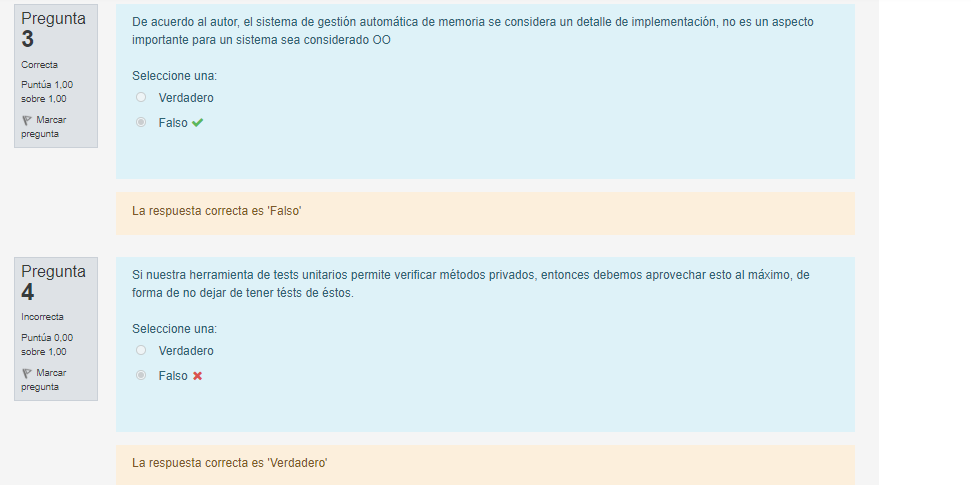 Pregunta
3
Correcta
Puntúa 1,00
sobre 1,00
Marcar
pregunta
De acuerdo al autor, el sistema de gestión automática de memoria se considera un detalle de implementación, no es un aspecto
importante para un sistema sea considerado OO
Seleccione una:
Verdadero
Falso
La respuesta correcta es 'Falso'
Pregunta
4
Incorrecta
Puntúa 0,00
sobre 1,00
Marcar
pregunta
Si nuestra herramienta de tests unitarios permite verificar métodos privados, entonces debemos aprovechar esto al máximo, de
forma de no dejar de tener tésts de éstos.
Seleccione una:
Verdadero
Falso
La respuesta correcta es 'Verdadero'